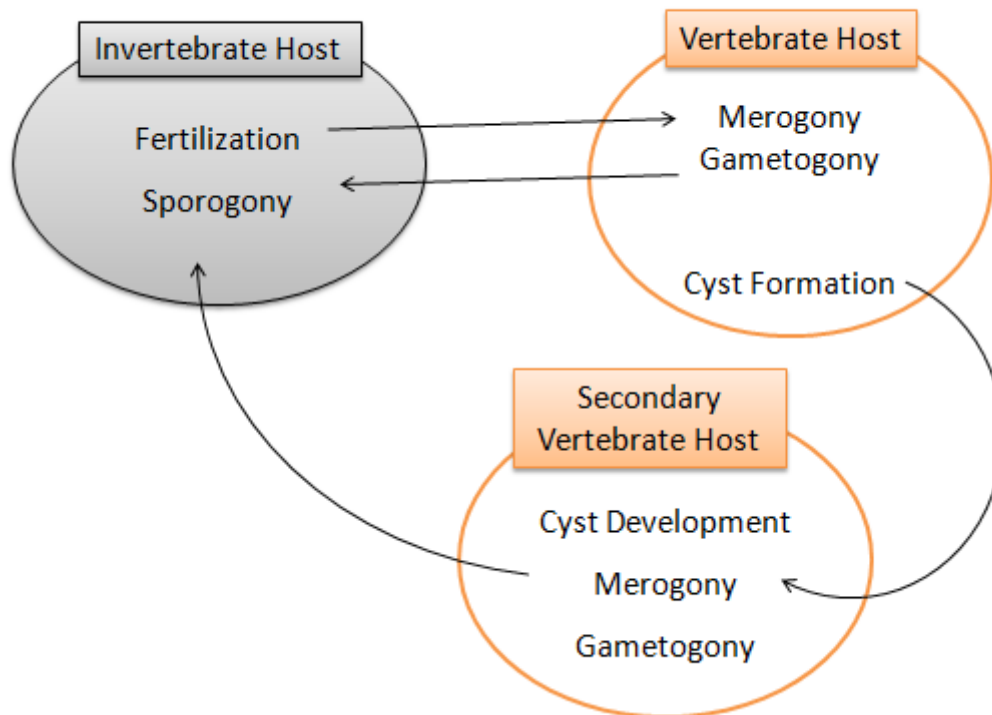 Invertebrate Host
Fertilization
Sporogony
Vertebrate Host
Merogony
Gametogony
Cyst Formation
Secondary
Vertebrate Host
Cyst Development
Merogony
Gametogony